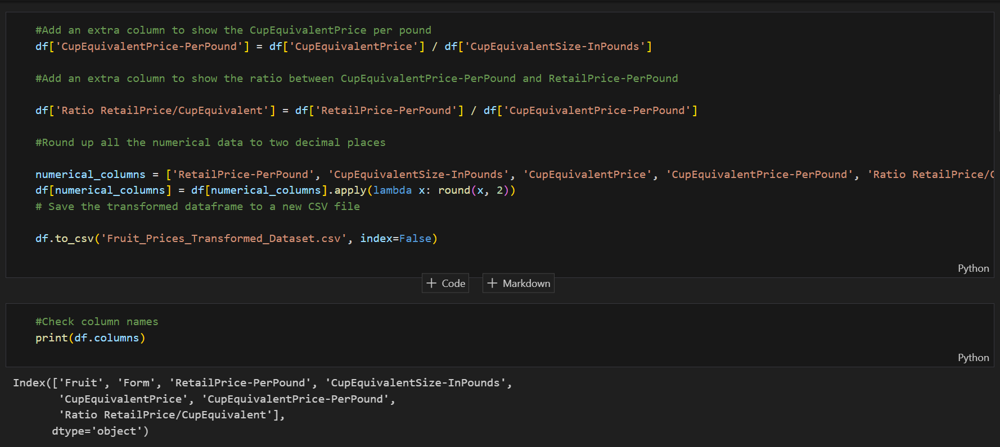 #Add an extra column to show the CupEquivalentPrice per pound
df['CupEquivalentPrice-PerPound'] = df['CupEquivalentPrice'] / df['CupEquivalentSize-InPounds']
#Add an extra column to show the ratio between CupEquivalentPrice-PerPound and RetailPrice-PerPound
df['Ratio RetailPrice/CupEquivalent'] = df['RetailPrice-PerPound'] / df['CupEquivalentPrice-PerPound']
#Round up all the numerical data to two decimal places
numerical_columns = ['RetailPrice-PerPound', 'CupEquivalentSize-InPounds', 'CupEquivalentPrice', 'CupEquivalentPrice-PerPound', 'Ratio RetailPrice/
df[numerical_columns] = df[numerical_columns].apply(lambda x: round(x, 2))
# Save the transformed dataframe to a new CSV file
df.to_csv('Fruit_Prices_Transformed_Dataset.csv', index=False)
Python
+ Code + Markdown
#Check column names
print(df.columns)
Python
Index(['Fruit', 'Form', 'RetailPrice-PerPound', 'CupEquivalentSize-InPounds',
'CupEquivalentPrice', 'CupEquivalentPrice-PerPound',
'Ratio RetailPrice/CupEquivalent'],
dtype='object')